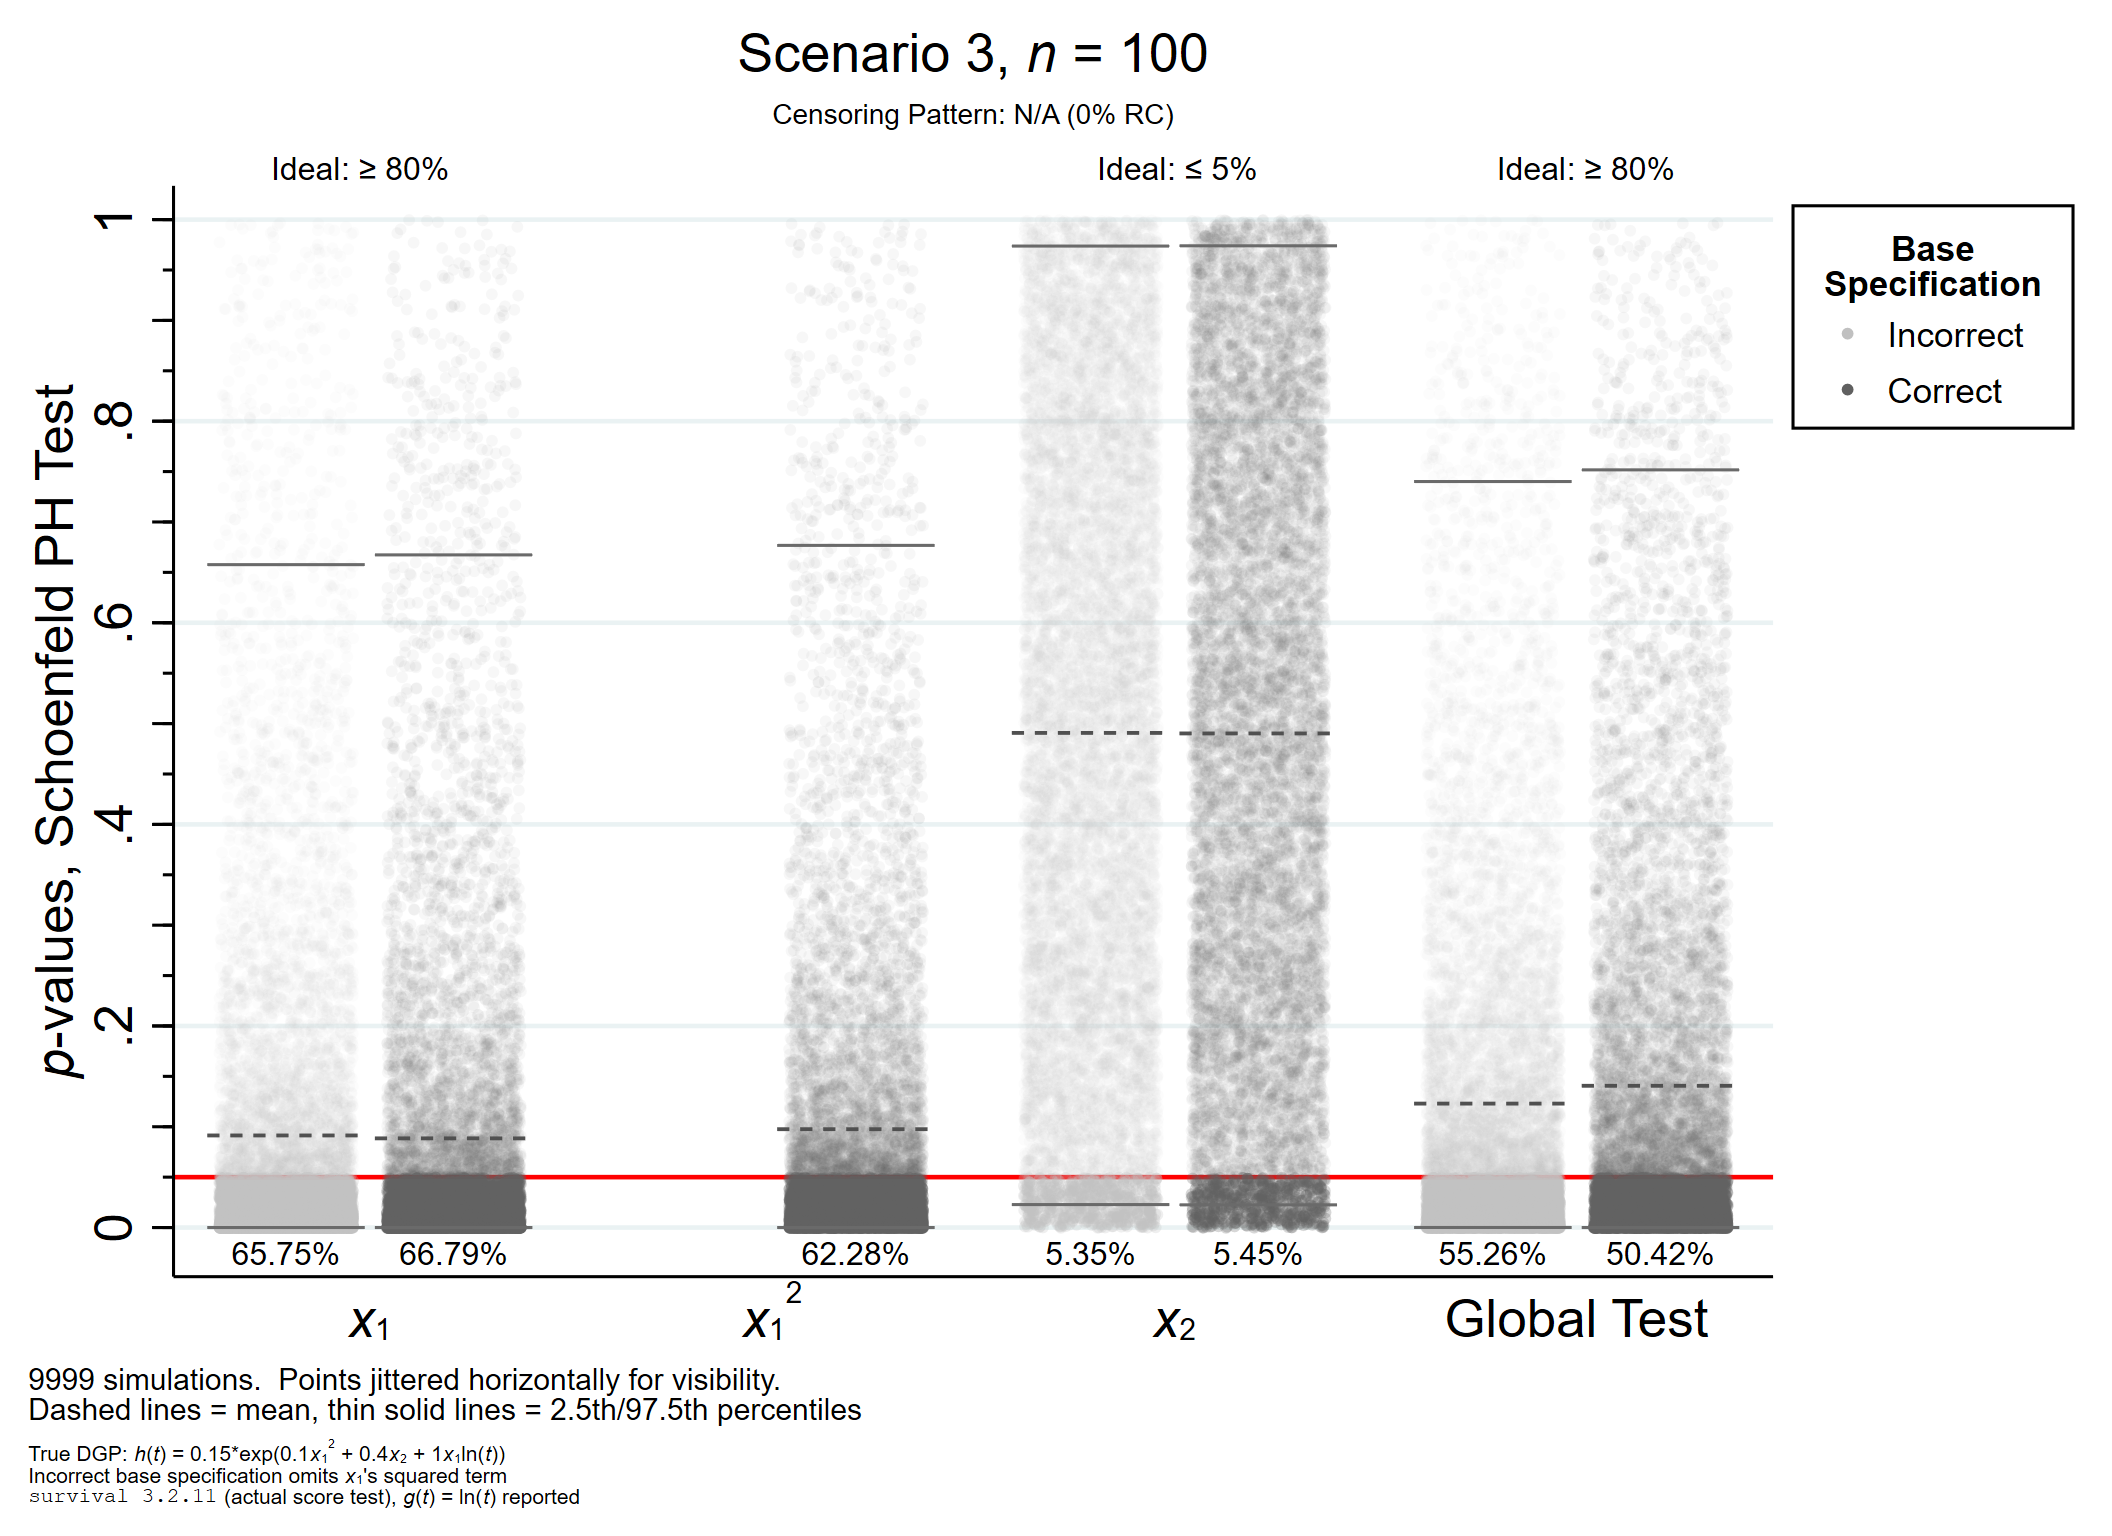 Scenario 3, n = 100
Censoring Pattern: N/A (0% RC)
Ideal: ≥ 80%
Ideal: ≤ 5%
Ideal: ≥ 80%
p-values, Schoenfeld PH Test
1
.8
.6
.4
.2
0
Base
Specification
Incorrect
Correct
65.75%
66.79%
62.28%
5.35%
5.45%
55.26%
50.42%
x₁
x₁²
x₂
Global Test
9999 simulations.  Points jittered horizontally for visibility.
Dashed lines = mean, thin solid lines = 2.5th/97.5th percentiles
True DGP: h(t) = 0.15*exp(0.1x₁² + 0.4x₂ + 1x₁ln(t))
Incorrect base specification omits x₁'s squared term
survival 3.2.11 (actual score test), g(t) = ln(t) reported